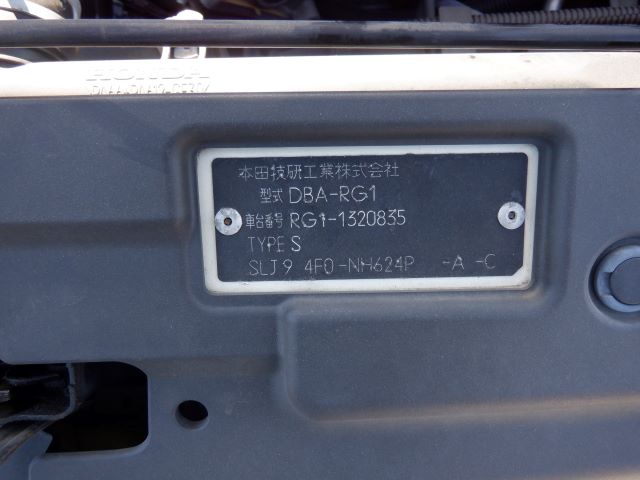 HONDA
本田技研工業株式会社
型式 DBA-RG1
車台番号 RG1-1320835
TYPE S
SLJ9 4F0-NH624P -A -C